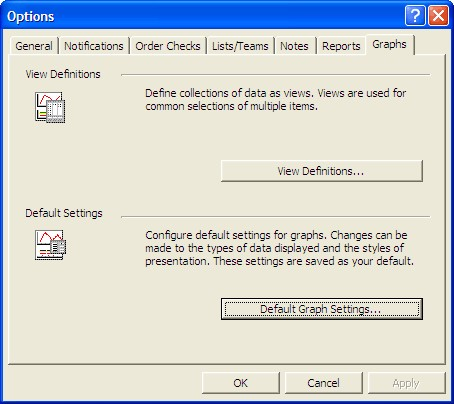 Options
General Notifications Order Checks Lists/Teams Notes Reports Graphs
View Definitions
Define collections of data as views. Views are used for
common selections of multiple items.
View Definitions...
Default Settings
Configure default settings for graphs. Changes can be
made to the types of data displayed and the styles of
presentation. These settings are saved as your default.
Default Graph Settings...
OK Cancel Apply